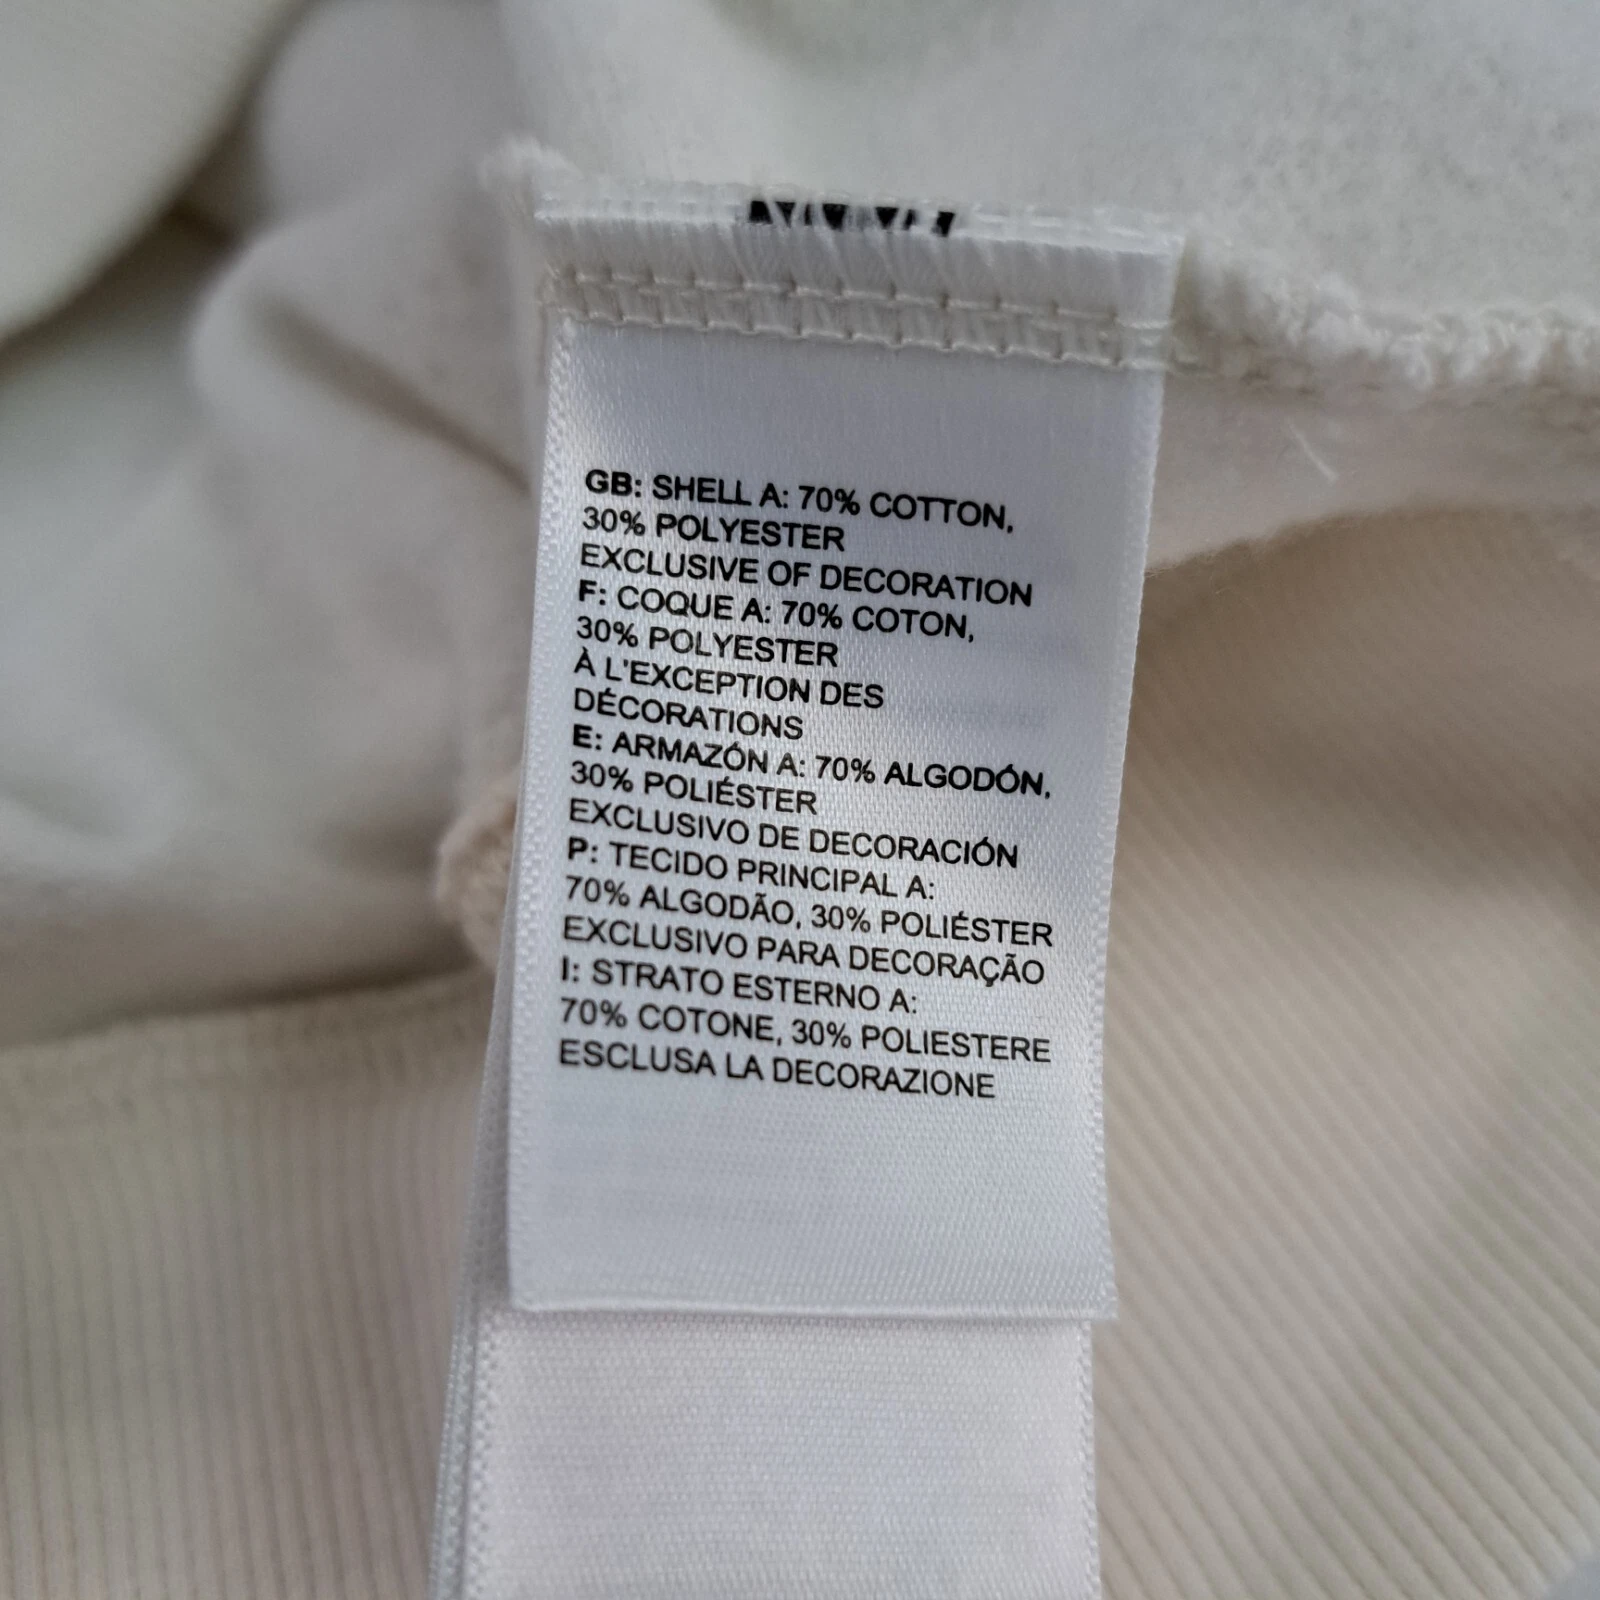 GB: SHELL A: 70% COTTON,
30% POLYESTER
EXCLUSIVE OF DECORATION
F: COQUE A: 70% COTON,
30% POLYESTER
À L'EXCEPTION DES
DÉCORATIONS
E: ARMAZÓN A: 70% ALGODÓN,
30% POLIÉSTER
EXCLUSIVO DE DECORACIÓN
P: TECIDO PRINCIPAL A:
70% ALGODÃO, 30% POLIÉSTER
EXCLUSIVO PARA DECORAÇÃO
I: STRATO ESTERNO A:
70% COTONE, 30% POLIESTERE
ESCLUSA LA DECORAZIONE